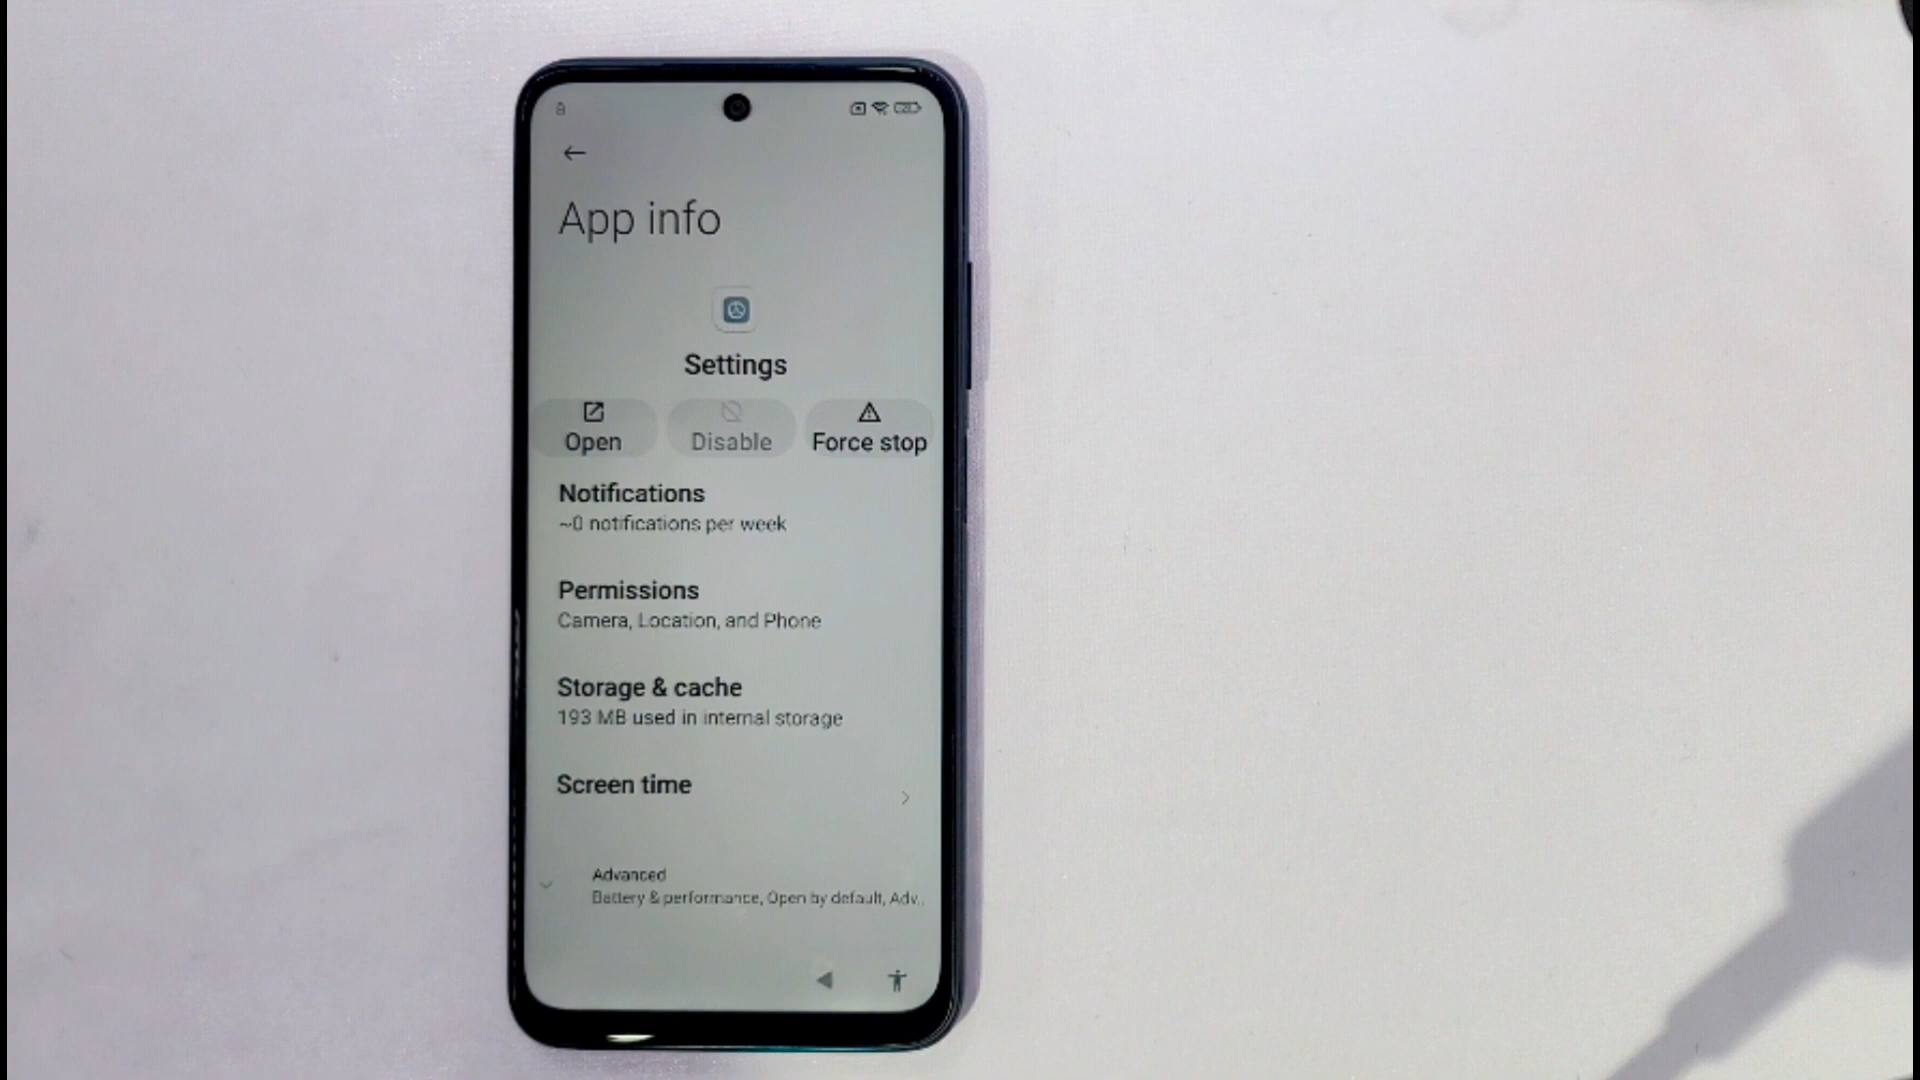 App info
Settings
Open
Disable
Force stop
Notifications
~0 notifications per week
Permissions
Camera, Location, and Phone
Storage & cache
193 MB used in internal storage
Screen time
Advanced
Battery & performance, Open by default, Adv..